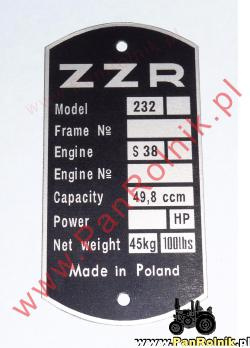 ZZR
Model 232
Frame №
Engine S 38
Engine №
Capacity 49,8 ccm
Power HP
Net weight 45kg 100lbs
Made in Poland
www.PanRolnik.pl
www.PanRolnik.pl